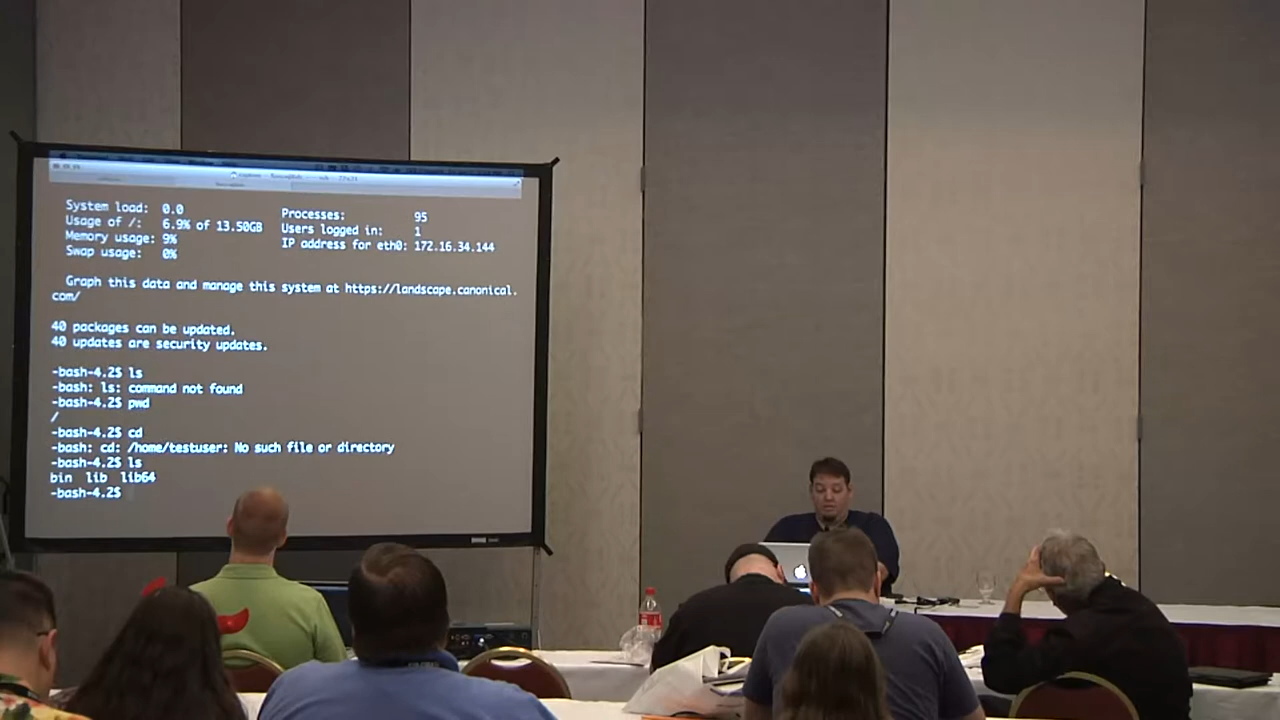 System load: 0.0
Processes: 95
Usage of /: 6.9% of 13.50GB
Users logged in: 1
Memory usage: 9%
IP address for eth0: 172.16.34.144
Swap usage: 0%
Graph this data and manage this system at https://landscape.canonical.
com/
40 packages can be updated.
40 updates are security updates.
-bash-4.2$ ls
-bash: ls: command not found
-bash-4.2$ pwd
/
-bash-4.2$ cd
-bash: cd: /home/testuser: No such file or directory
-bash-4.2$ ls
bin lib lib64
-bash-4.2$